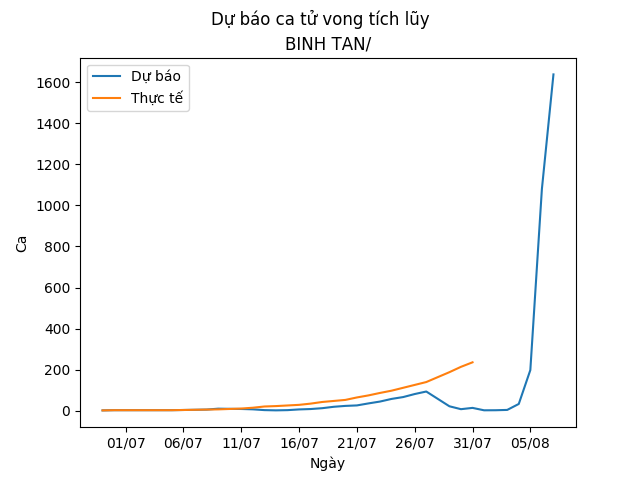 Dự báo ca tử vong tích lũy
BINH TAN/
Dự báo
Thực tế
1600
1400
1200
1000
800
600
400
200
0
Ca
01/07 06/07 11/07 16/07 21/07 26/07 31/07 05/08
Ngày